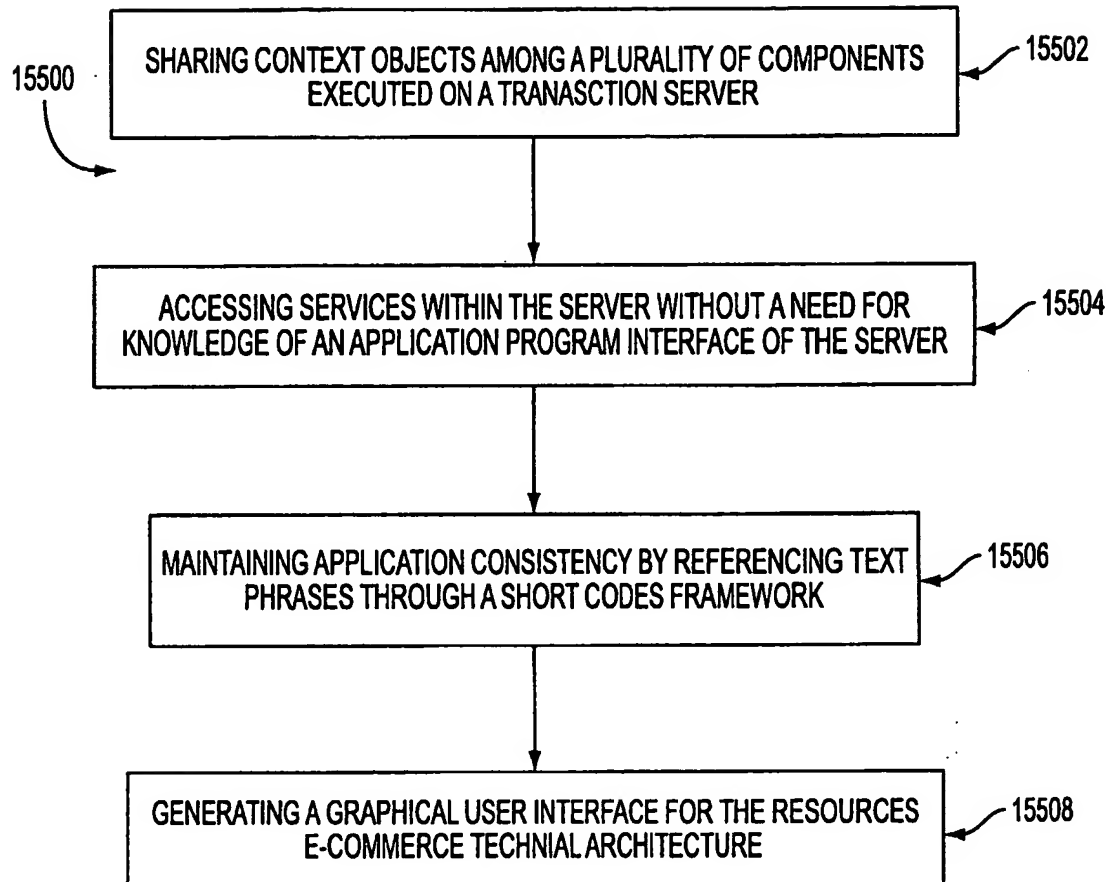 SHARING CONTEXT OBJECTS AMONG A PLURALITY OF COMPONENTS
EXECUTED ON A TRANASCTION SERVER
15502
15500
ACCESSING SERVICES WITHIN THE SERVER WITHOUT A NEED FOR
KNOWLEDGE OF AN APPLICATION PROGRAM INTERFACE OF THE SERVER
15504
MAINTAINING APPLICATION CONSISTENCY BY REFERENCING TEXT
PHRASES THROUGH A SHORT CODES FRAMEWORK
15506
GENERATING A GRAPHICAL USER INTERFACE FOR THE RESOURCES
E-COMMERCE TECHNIAL ARCHITECTURE
15508